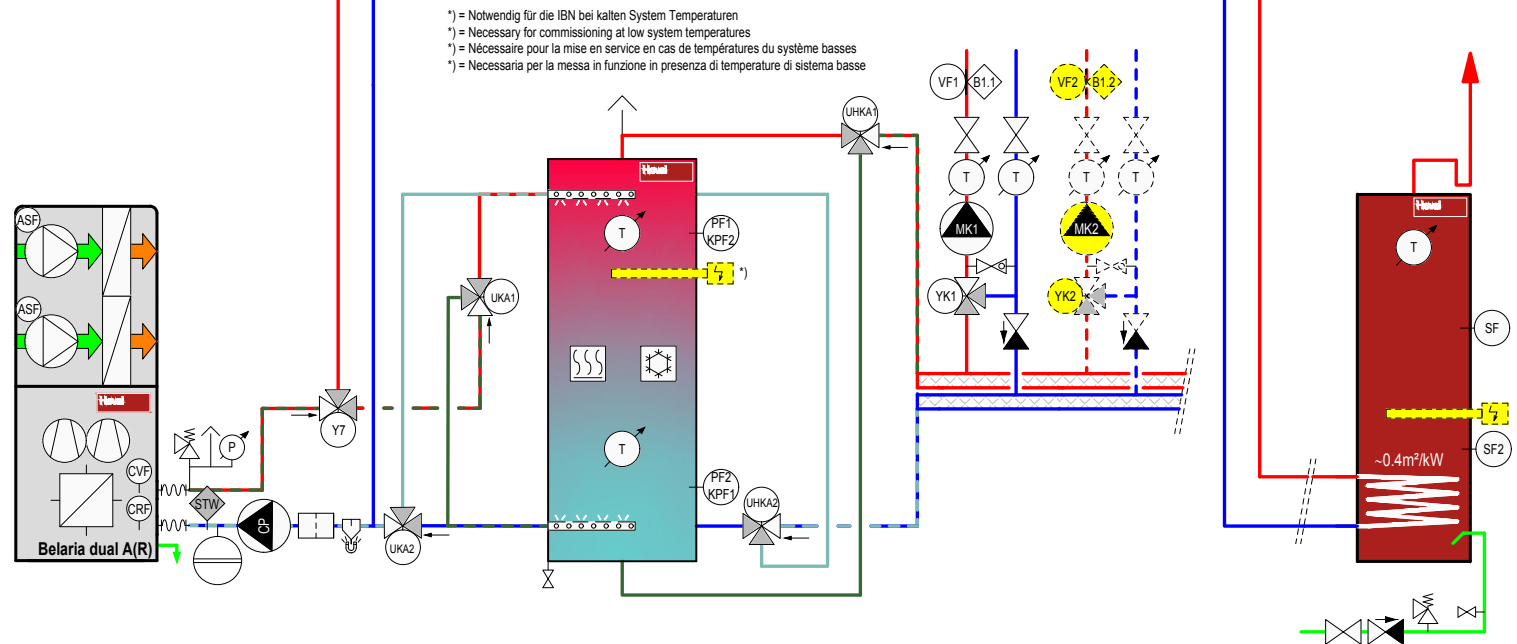 *) = Notwendig für die IBN bei kalten System Temperaturen
*) = Necessary for commissioning at low system temperatures
*) = Nécessaire pour la mise en service en cas de températures du système basses
*) = Necessaria per la messa in funzione in presenza di temperature di sistema basse
VF1
B1.1
VF2
B1.2
UHKA1
Hoval
T
T
T
T
Hoval
ASF
T
PF1
KPF2
MK1
MK2
T
*)
UKA1
YK1
YK2
ASF
SF
Hoval
Y7
P
T
SF2
CVF
~0.4m²/kW
PF2
KPF1
STW
UHKA2
CRF
CP
UKA2
Belaria dual A(R)